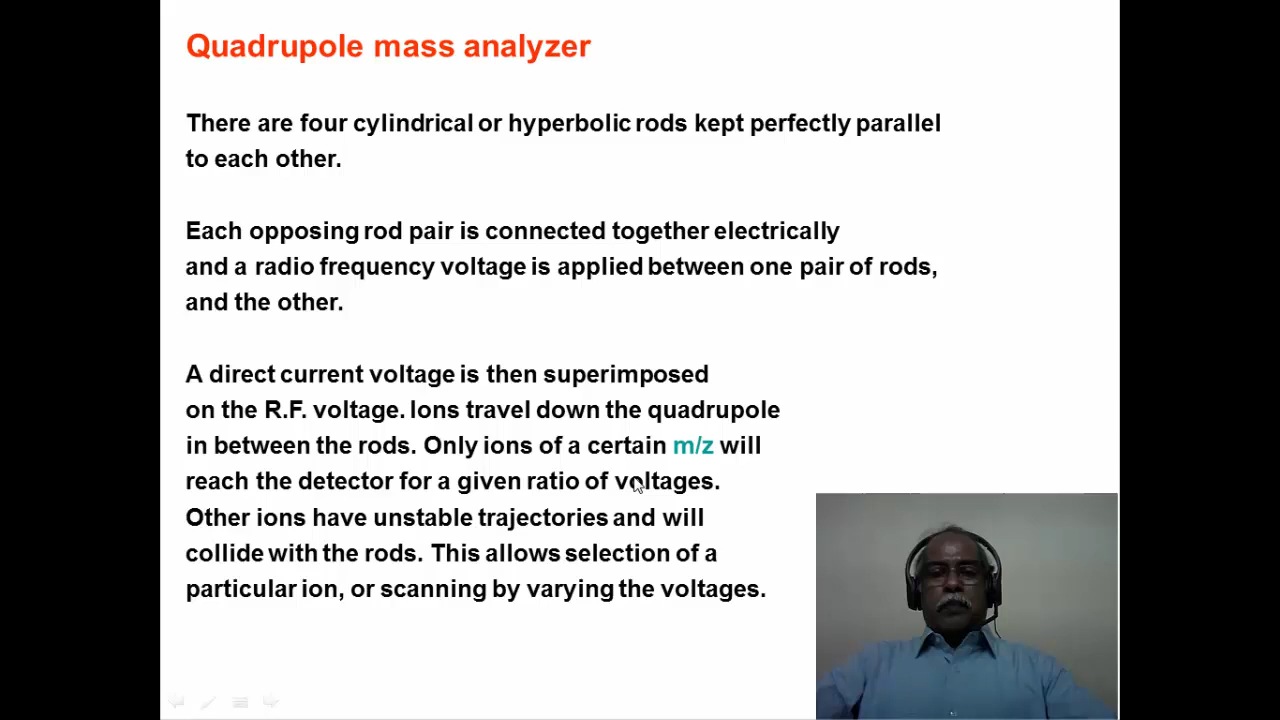 Quadrupole mass analyzer
There are four cylindrical or hyperbolic rods kept perfectly parallel
to each other.
Each opposing rod pair is connected together electrically
and a radio frequency voltage is applied between one pair of rods,
and the other.
A direct current voltage is then superimposed
on the R.F. voltage. Ions travel down the quadrupole
in between the rods. Only ions of a certain m/z will
reach the detector for a given ratio of voltages.
Other ions have unstable trajectories and will
collide with the rods. This allows selection of a
particular ion, or scanning by varying the voltages.